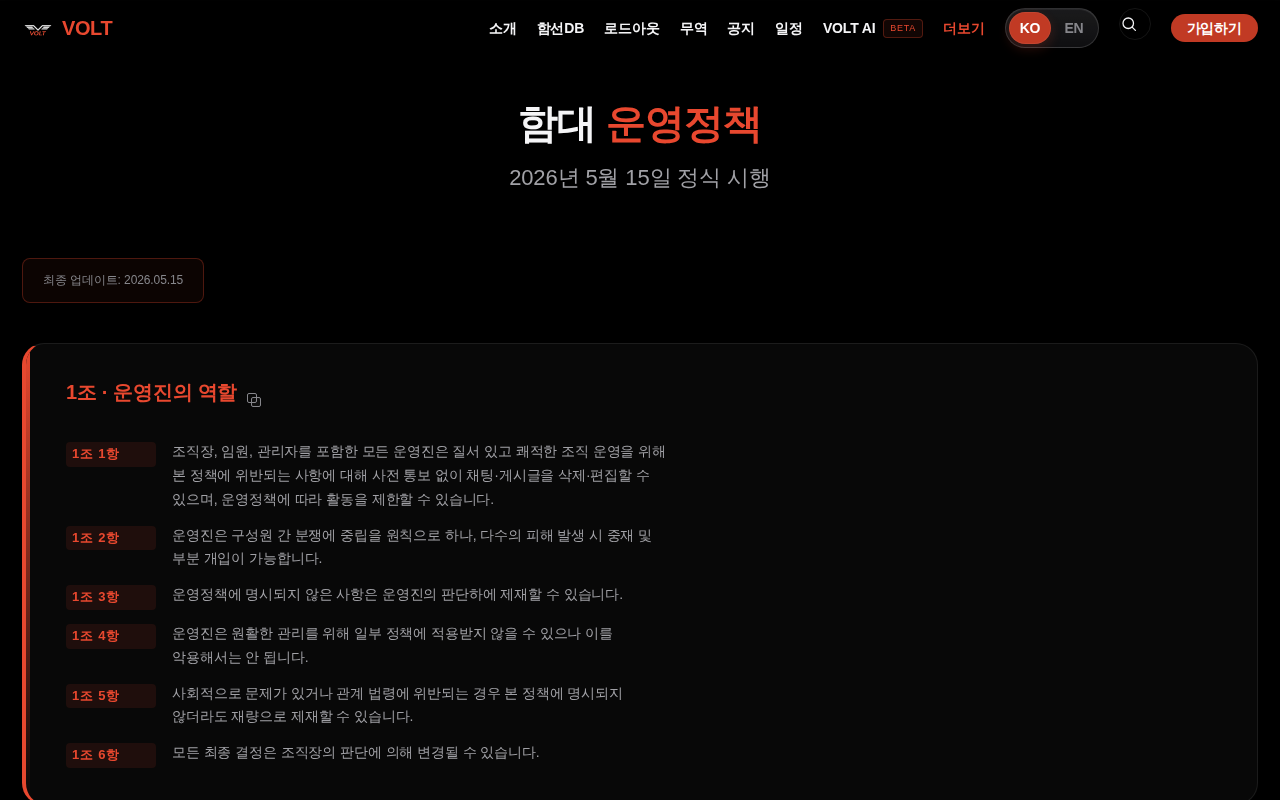 VOLT
VOLT
소개 함선DB 로드아웃 무역 공지 일정 VOLT AI BETA 더보기 KO EN 가입하기
함대 운영정책
2026년 5월 15일 정식 시행
최종 업데이트: 2026.05.15
1조 · 운영진의 역할
1조 1항
조직장, 임원, 관리자를 포함한 모든 운영진은 질서 있고 쾌적한 조직 운영을 위해
본 정책에 위반되는 사항에 대해 사전 통보 없이 채팅·게시글을 삭제·편집할 수
있으며, 운영정책에 따라 활동을 제한할 수 있습니다.
1조 2항
운영진은 구성원 간 분쟁에 중립을 원칙으로 하나, 다수의 피해 발생 시 중재 및
부분 개입이 가능합니다.
1조 3항
운영정책에 명시되지 않은 사항은 운영진의 판단하에 제재할 수 있습니다.
1조 4항
운영진은 원활한 관리를 위해 일부 정책에 적용받지 않을 수 있으나 이를
악용해서는 안 됩니다.
1조 5항
사회적으로 문제가 있거나 관계 법령에 위반되는 경우 본 정책에 명시되지
않더라도 재량으로 제재할 수 있습니다.
1조 6항
모든 최종 결정은 조직장의 판단에 의해 변경될 수 있습니다.